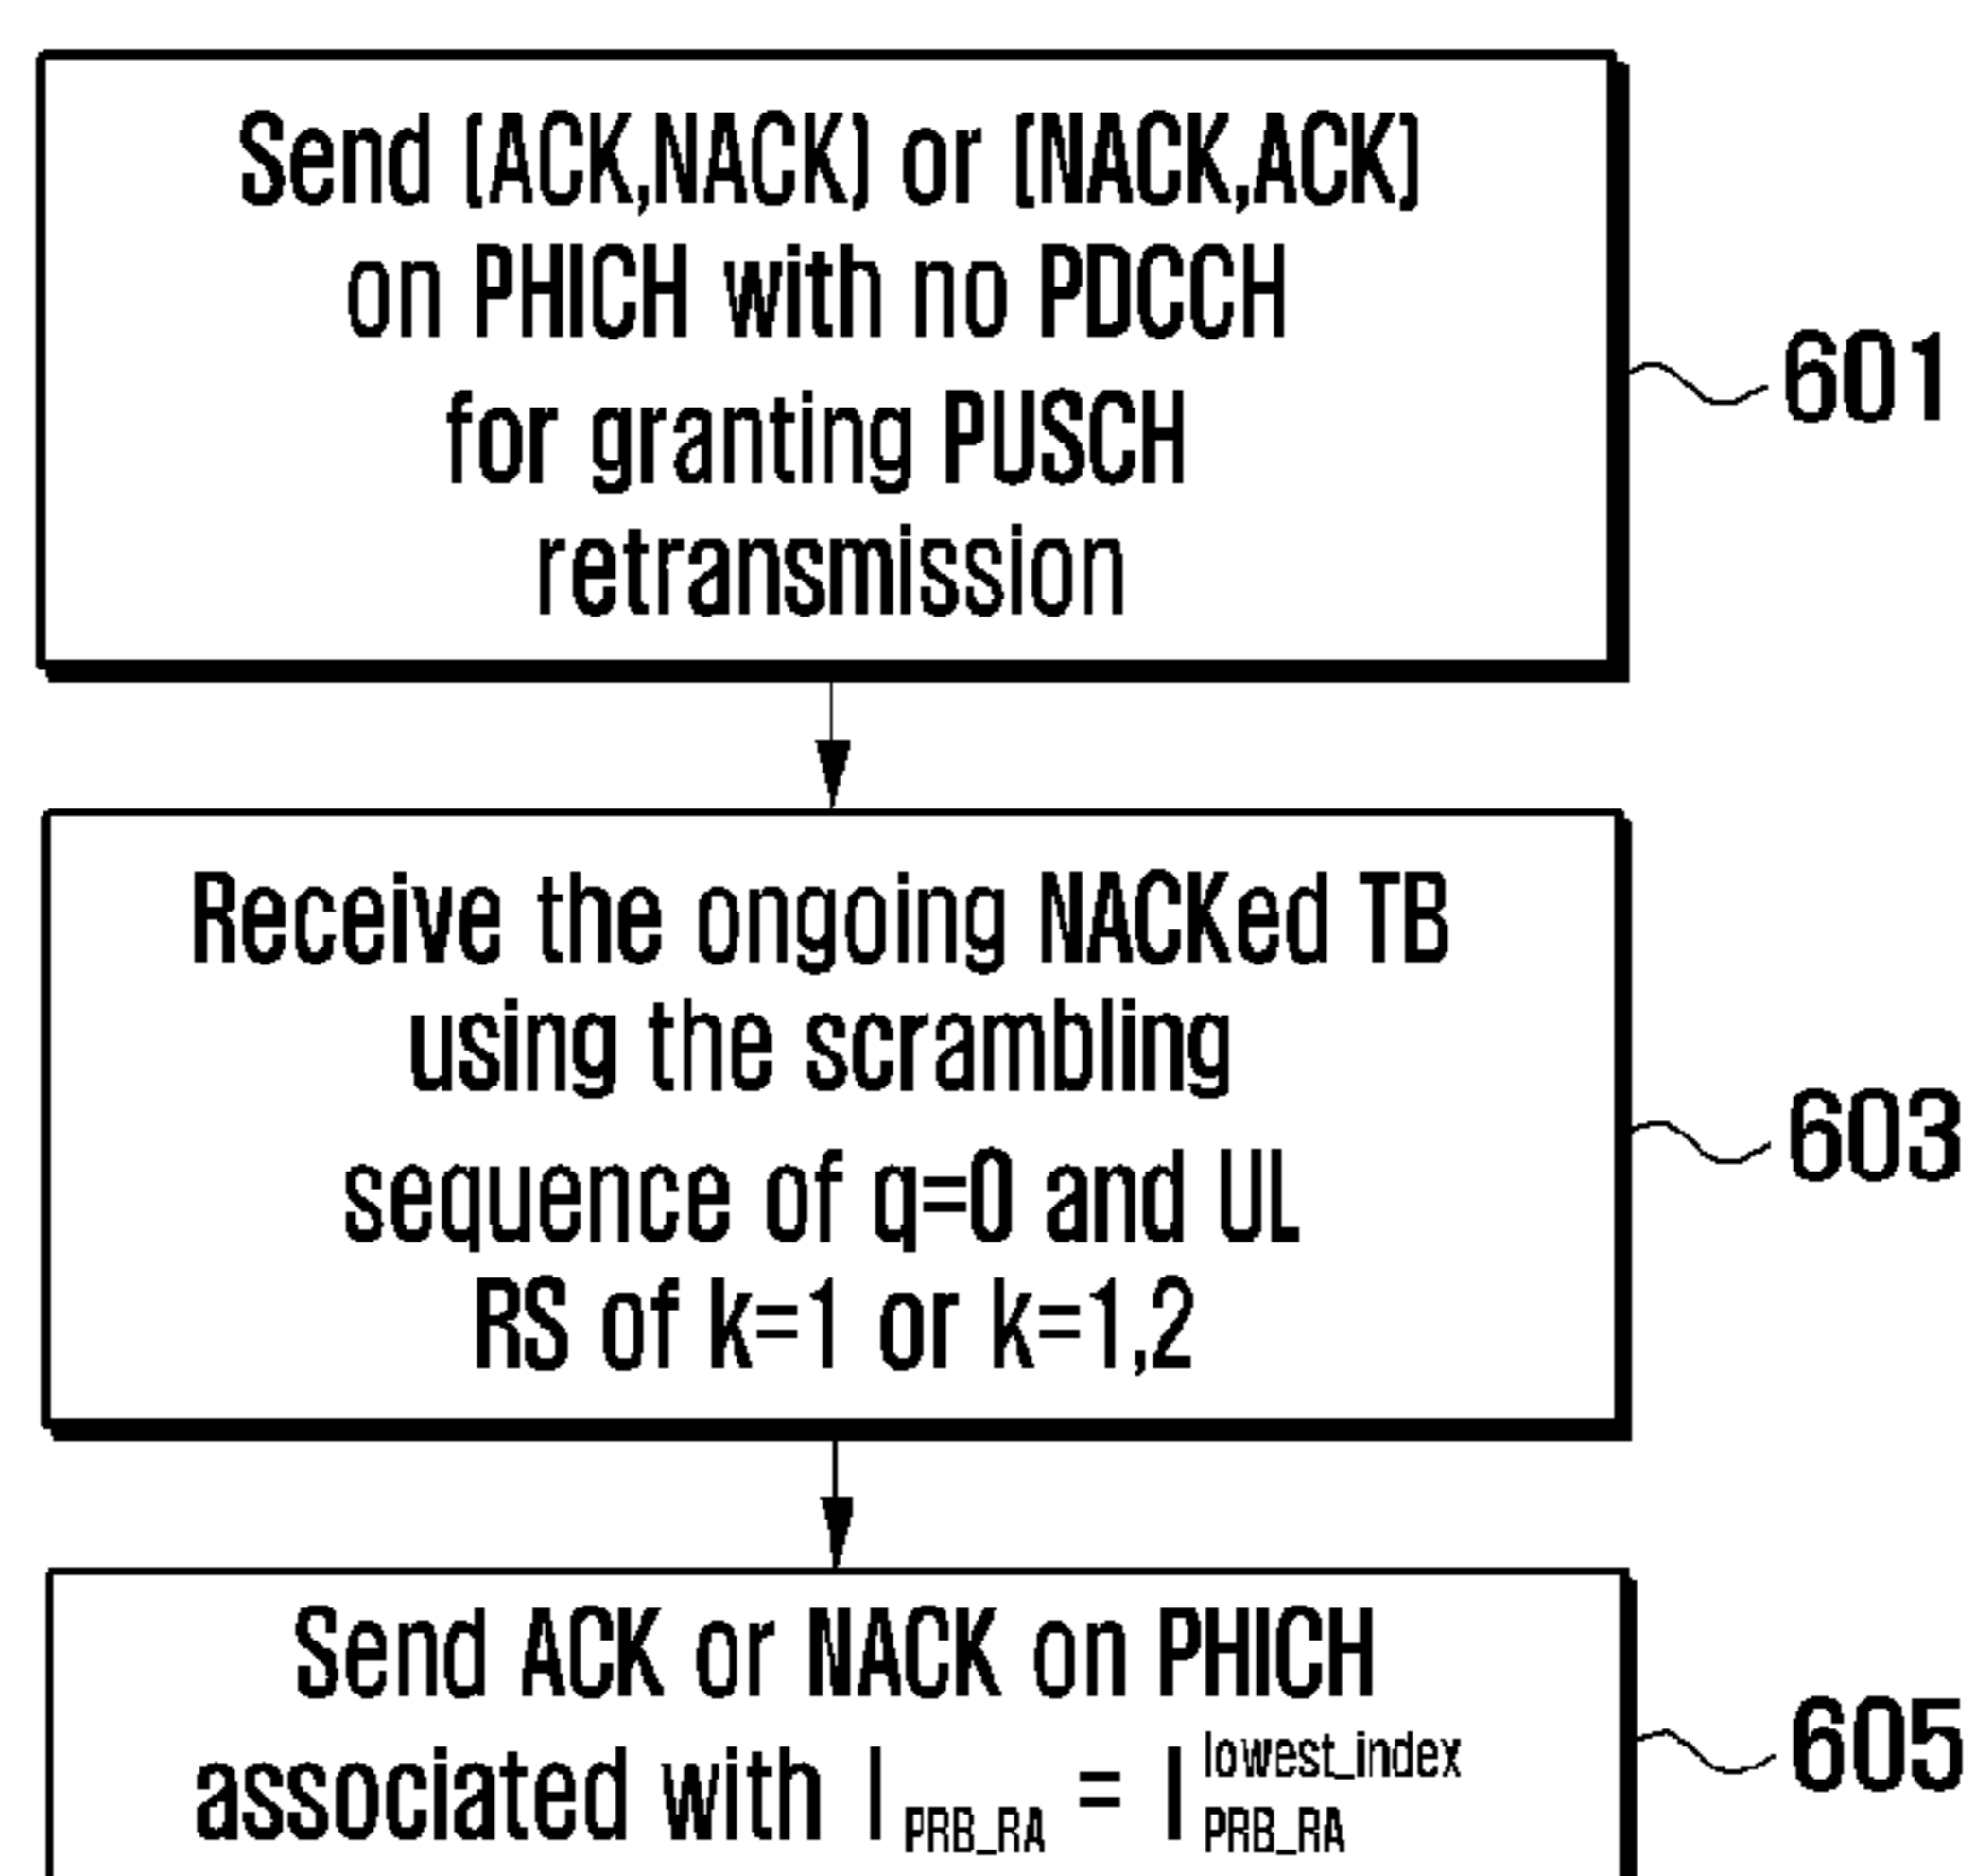 Send (ACK,NACK) or (NACK,ACK)
on PHICH with no PDCCH
for granting PUSCH
retransmission
601
Receive the ongoing NACKed TB
using the scrambling
sequence of q=0 and UL
RS of k=1 or k=1,2
603
Send ACK or NACK on PHICH
associated with I PRB_RA = I lowest_index PRB_RA
605